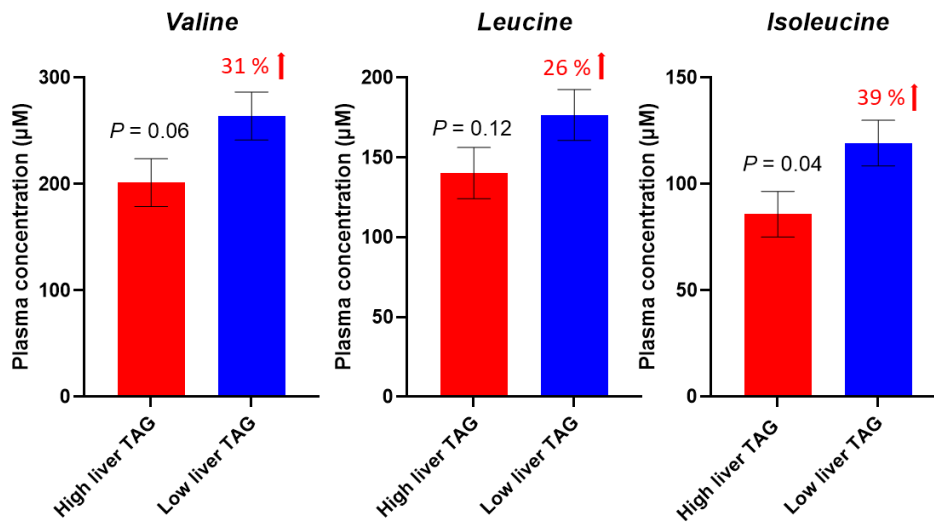 Valine
31 %
P = 0.06
Plasma concentration (μM)
300
200
100
0
High liver TAG
Low liver TAG
Leucine
26 %
P = 0.12
Plasma concentration (μM)
200
150
100
50
0
High liver TAG
Low liver TAG
Isoleucine
39 %
P = 0.04
Plasma concentration (μM)
150
100
50
0
High liver TAG
Low liver TAG